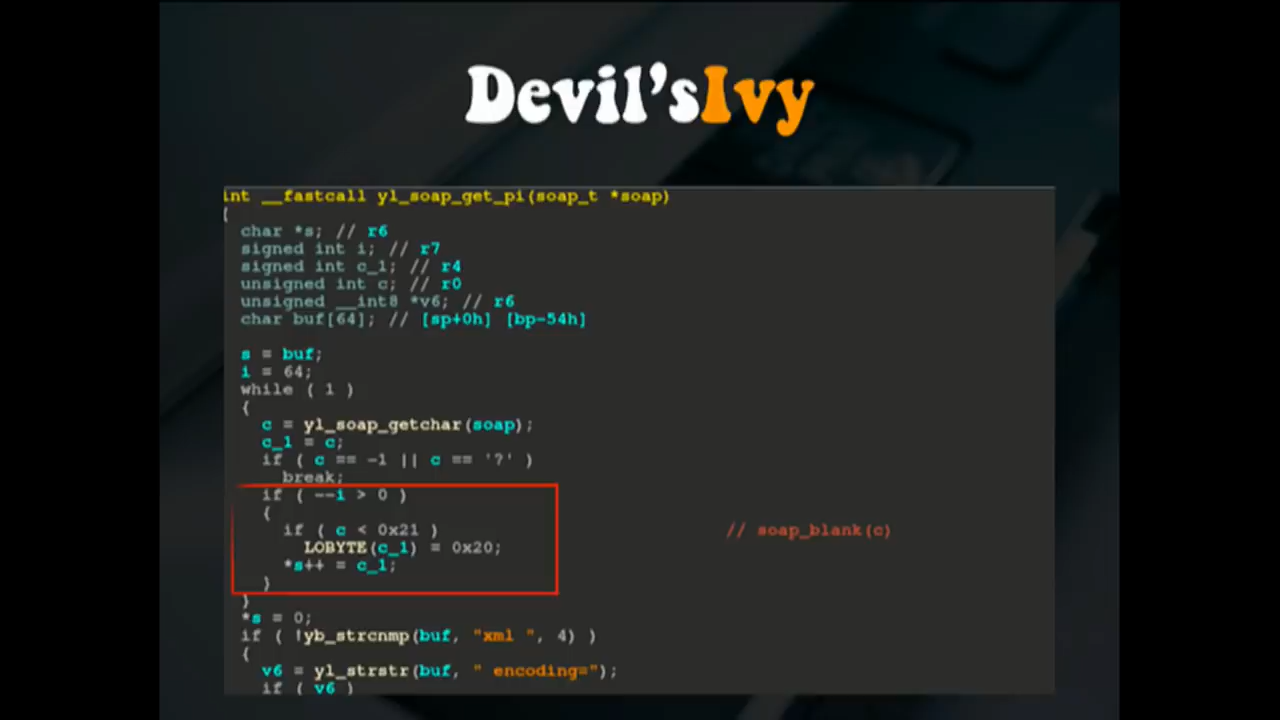 Devil'sIvy
int __fastcall yl_soap_get_pi(soap_t *soap)
{
char *s; // r6
signed int i; // r7
signed int c_1; // r4
unsigned int c; // r0
unsigned __int8 *v6; // r6
char buf[64]; // [sp+0h] [bp-54h]
s = buf;
i = 64;
while ( 1 )
{
c = yl_soap_getchar(soap);
c_1 = c;
if ( c == -1 || c == '?' )
break;
if ( --i > 0 )
{
if ( c < 0x21 )
LOBYTE(c_1) = 0x20; // soap_blank(c)
*s++ = c_1;
}
}
*s = 0;
if ( !yb_strcnmp(buf, "xml ", 4) )
{
v6 = yl_strstr(buf, " encoding=");
if ( v6 )